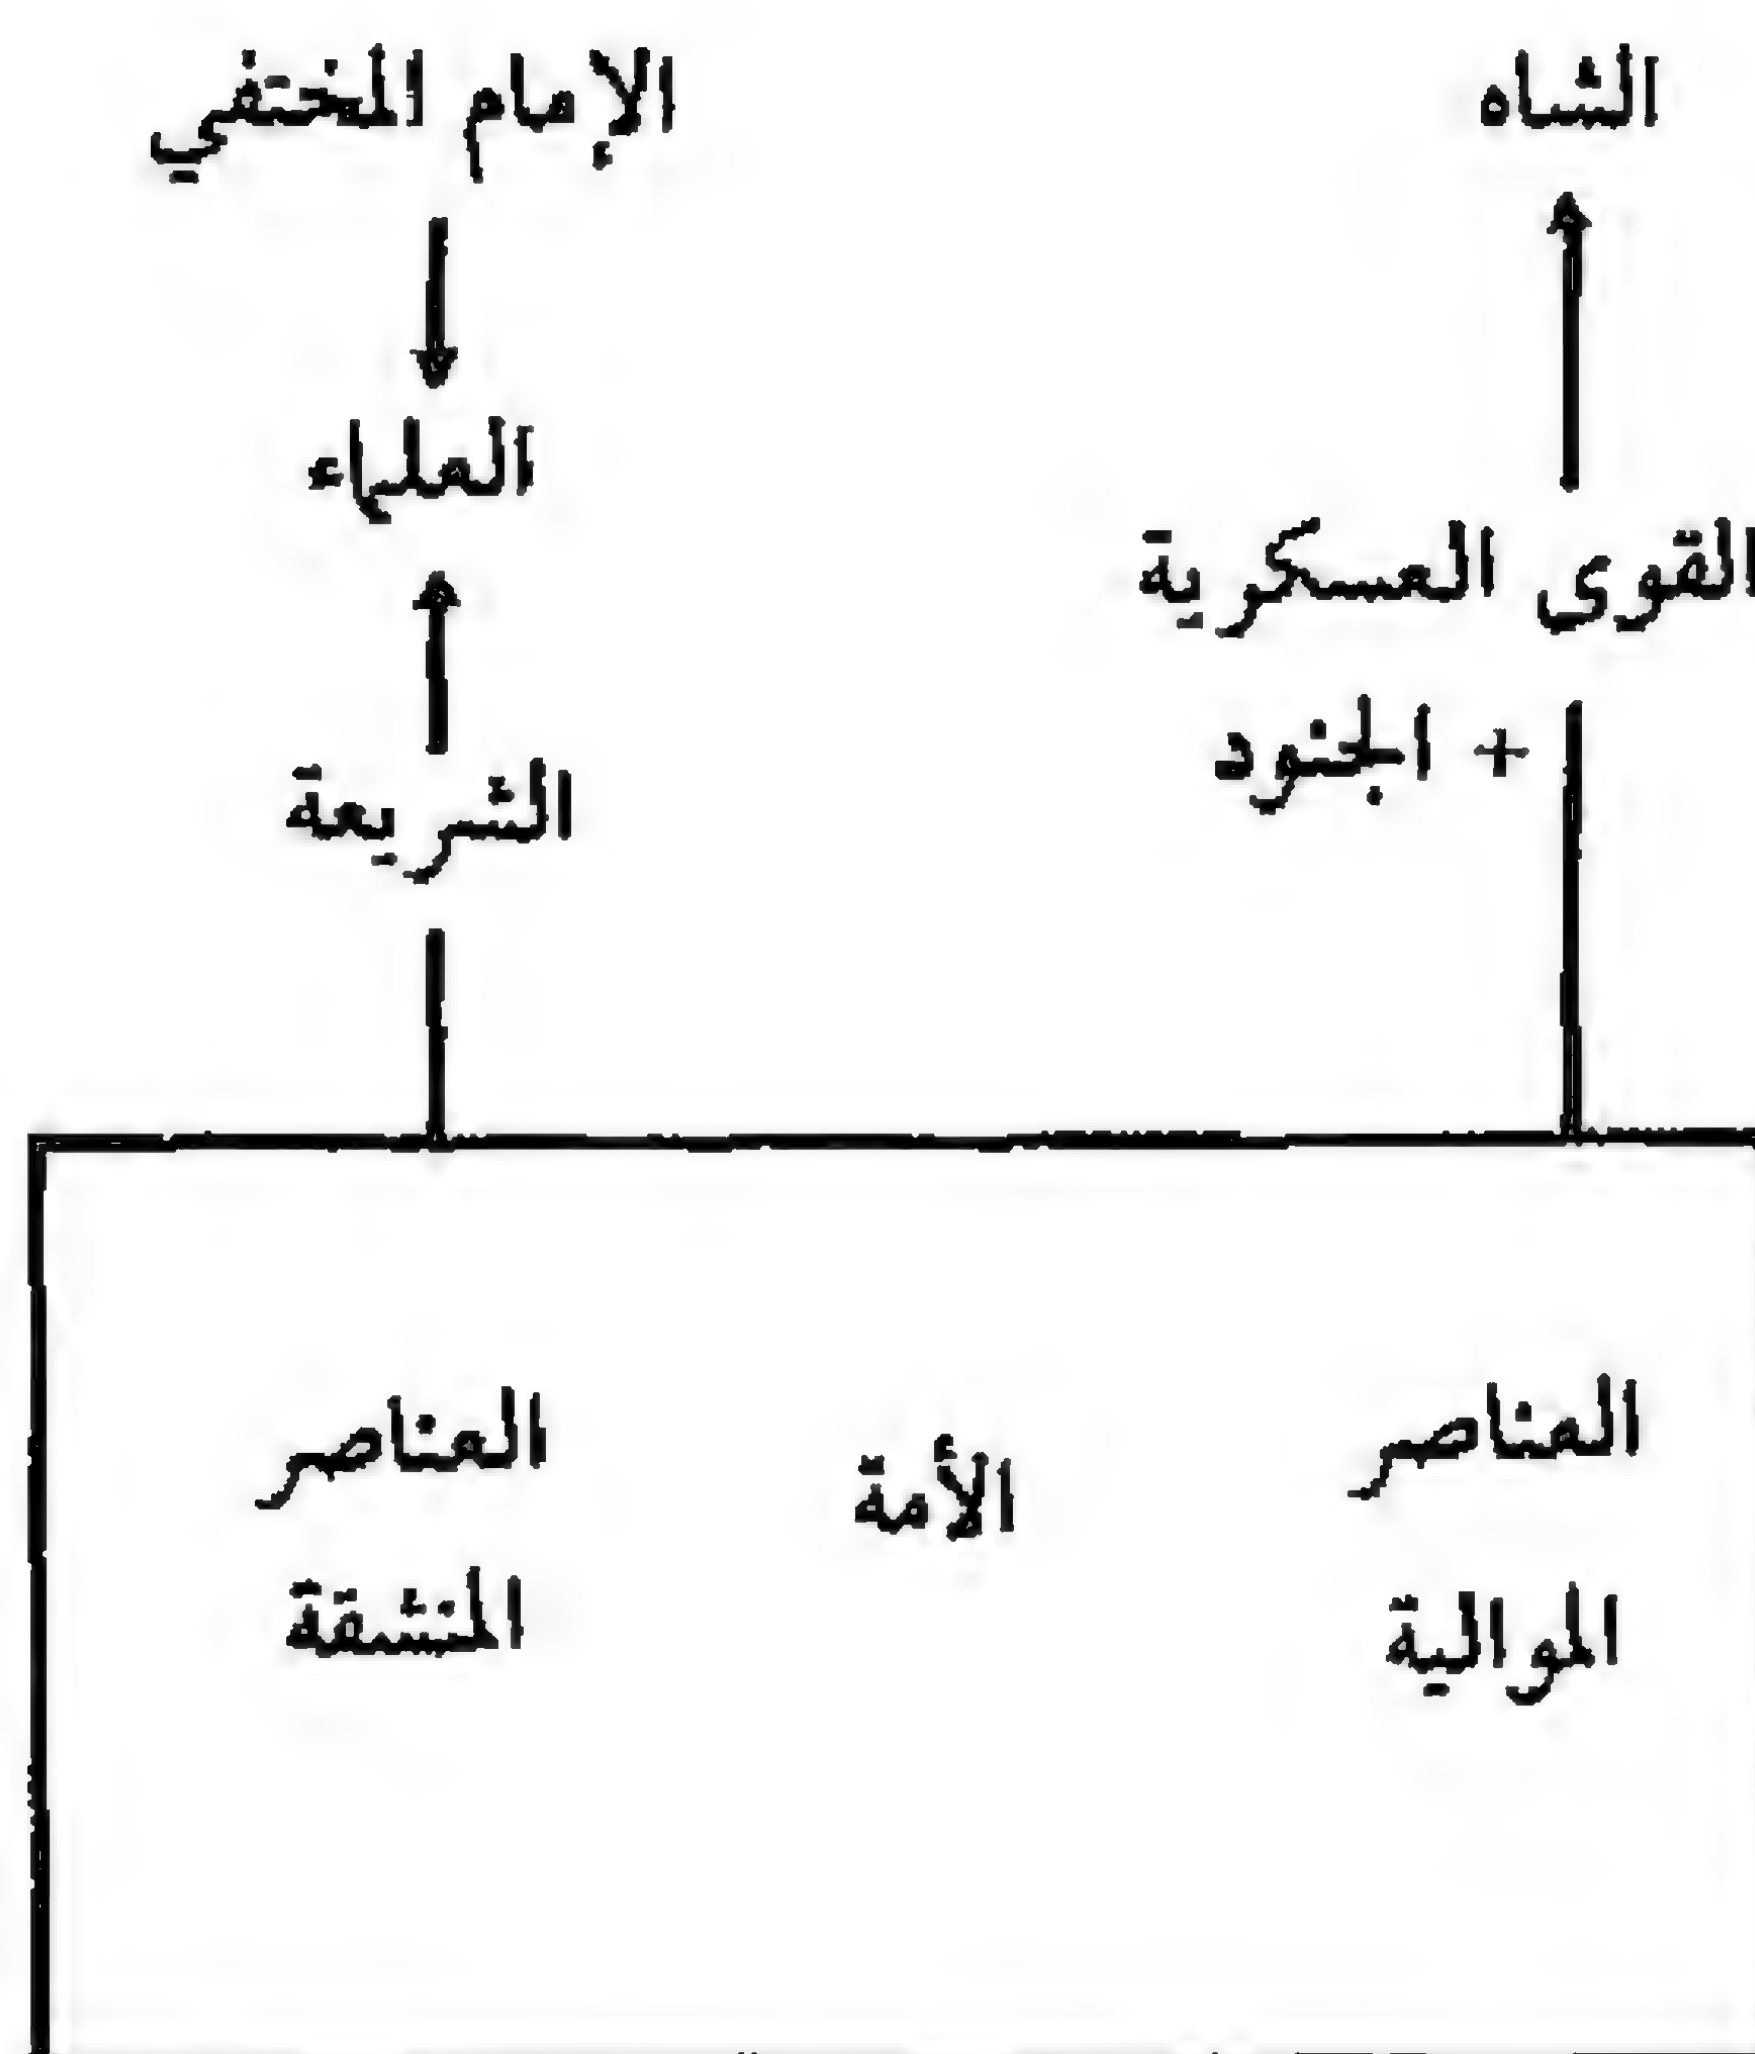 الشاه
الإمام المختفي
العلماء
القوى العسكرية
+ الجنود
الشريعة
العناصر
الموالية
الأمة
العناصر
المنشقة